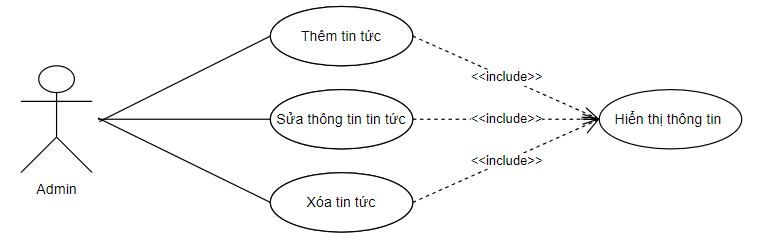 Thêm tin tức
<<include>>
Sửa thông tin tin tức
<<include>>
Hiển thị thông tin
<<include>>
Admin
Xóa tin tức